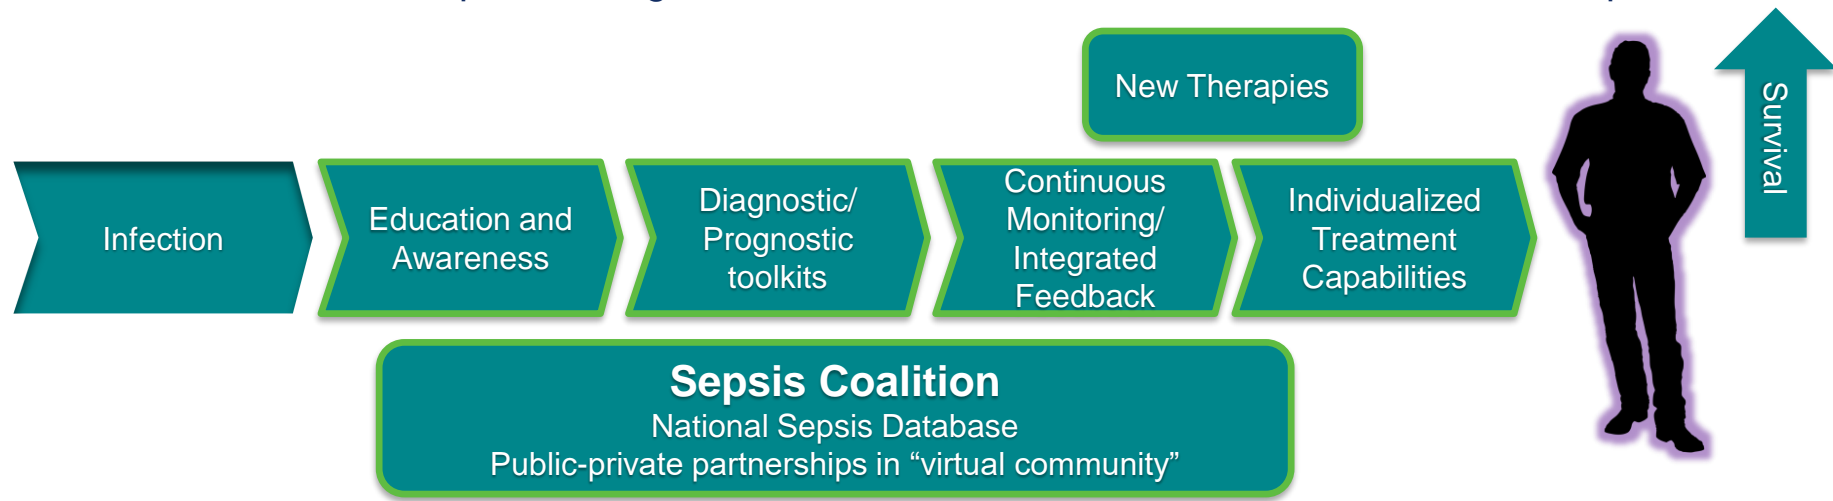 New Therapies
Survival
Infection
Education and
Awareness
Diagnostic/
Prognostic
toolkits
Continuous
Monitoring/
Integrated
Feedback
Individualized
Treatment
Capabilities
Sepsis Coalition
National Sepsis Database
Public-private partnerships in “virtual community”